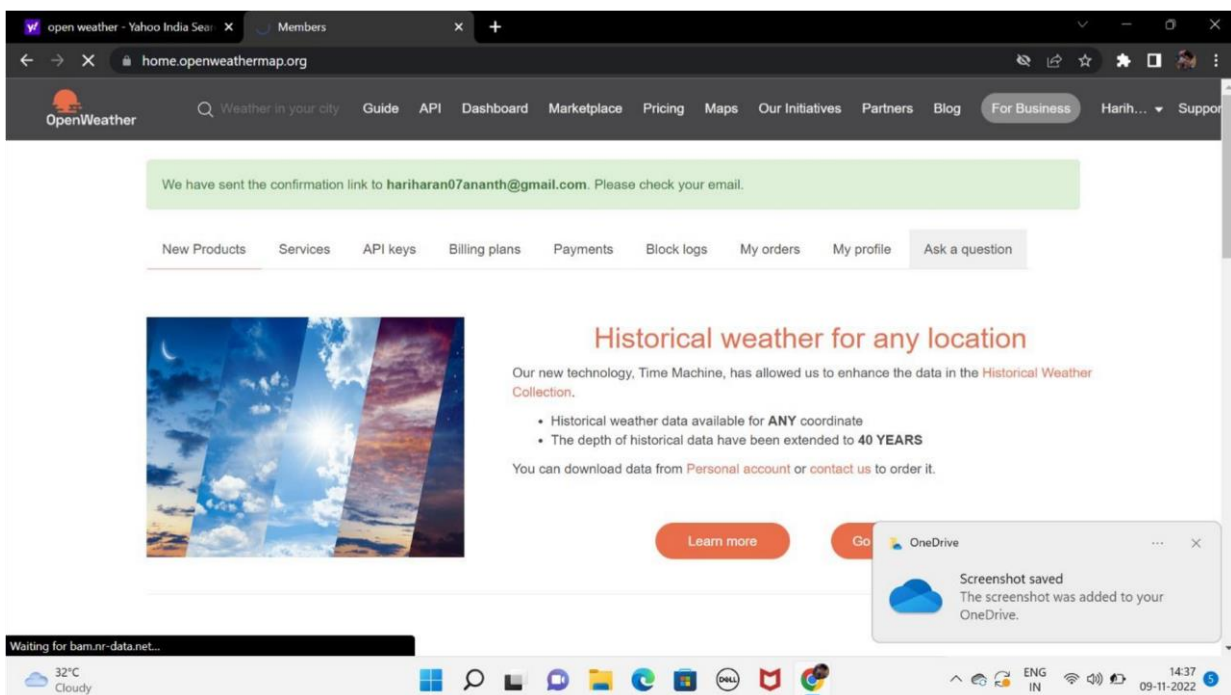 open weather - Yahoo India Sear
Members
home.openweathermap.org
OpenWeather
Weather in your city
Guide
API
Dashboard
Marketplace
Pricing
Maps
Our Initiatives
Partners
Blog
For Business
Harih...
Suppor
We have sent the confirmation link to hariharan07ananth@gmail.com. Please check your email.
New Products
Services
API keys
Billing plans
Payments
Block logs
My orders
My profile
Ask a question
Historical weather for any location
Our new technology, Time Machine, has allowed us to enhance the data in the Historical Weather
Collection.
• Historical weather data available for ANY coordinate
• The depth of historical data have been extended to 40 YEARS
You can download data from Personal account or contact us to order it.
Learn more
Go
OneDrive
Screenshot saved
The screenshot was added to your
OneDrive.
Waiting for bam.nr-data.net...
32°C
Cloudy
DELL
ENG
IN
14:37
09-11-2022
5